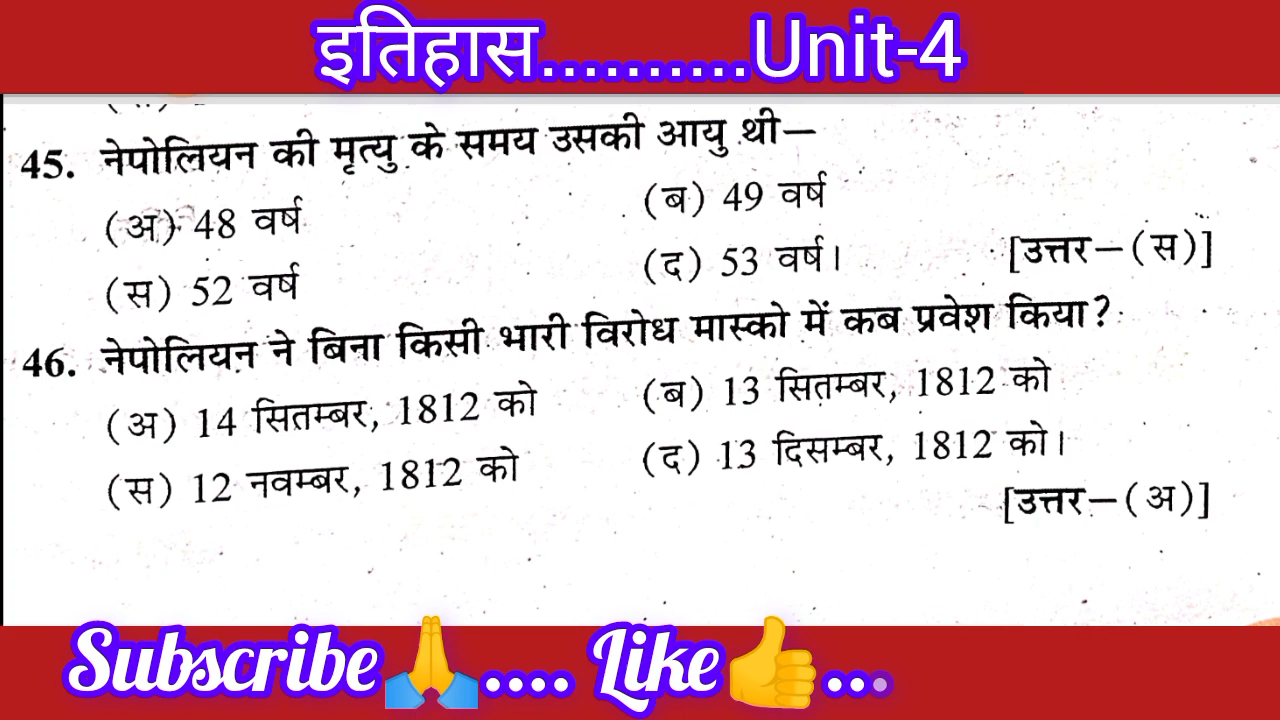 इतिहास..........Unit-4
45. नेपोलियन की मृत्यु के समय उसकी आयु थी—
(अ) 48 वर्ष (ब) 49 वर्ष
(स) 52 वर्ष (द) 53 वर्ष। [उत्तर—(स)]
46. नेपोलियन ने बिना किसी भारी विरोध मास्को में कब प्रवेश किया?
(अ) 14 सितम्बर, 1812 को (ब) 13 सितम्बर, 1812 को
(स) 12 नवम्बर, 1812 को (द) 13 दिसम्बर, 1812 को।
[उत्तर—(अ)]
Subscribe🙏.... Like👍...